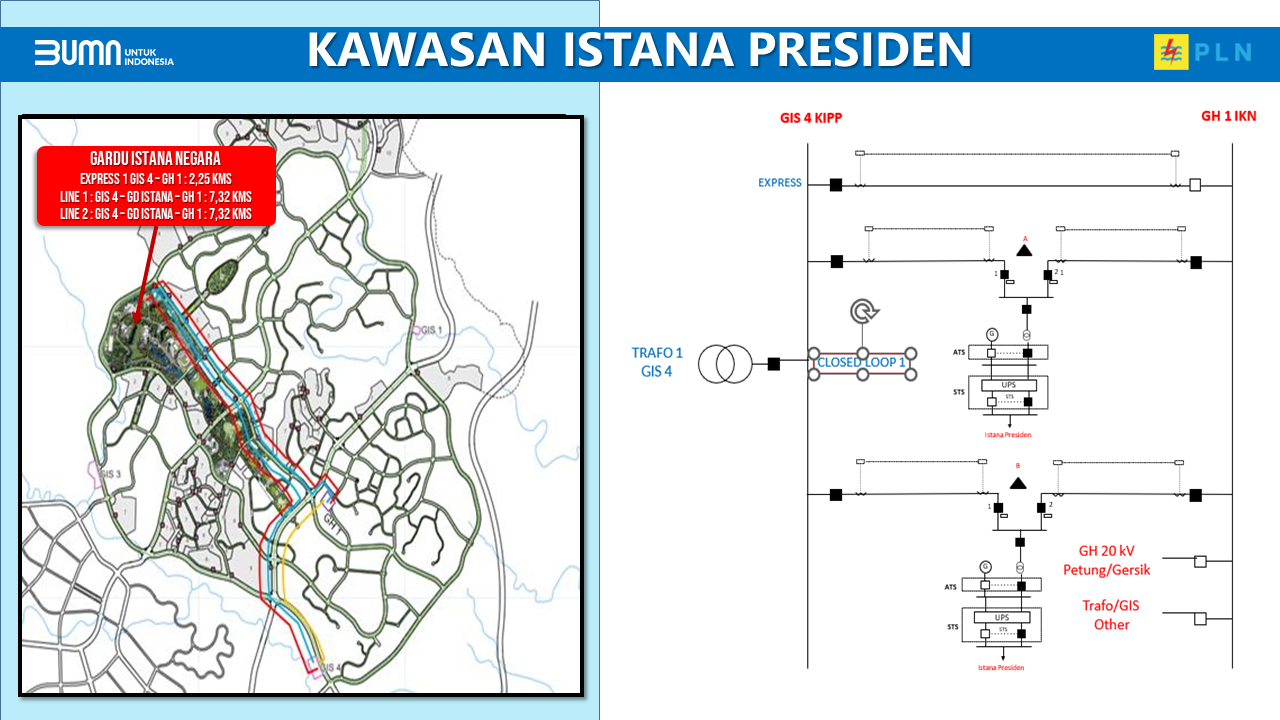 BUMN UNTUK INDONESIA
KAWASAN ISTANA PRESIDEN
PLN
GARDU ISTANA NEGARA
EXPRESS 1 GIS 4 – GH 1 : 2,25 KMS
LINE 1 : GIS 4 – GD ISTANA – GH 1 : 7,32 KMS
LINE 2 : GIS 4 – GD ISTANA – GH 1 : 7,32 KMS
GIS 1
GIS 3
GH 1
GIS 4
GIS 4 KIPP
GH 1 IKN
EXPRESS
A
1
2
1
G
ATS
UPS
STS
STS
Istana Presiden
TRAFO 1
GIS 4
CLOSED LOOP 1
B
1
2
G
ATS
UPS
STS
STS
Istana Presiden
GH 20 kV
Petung/Gersik
Trafo/GIS
Other